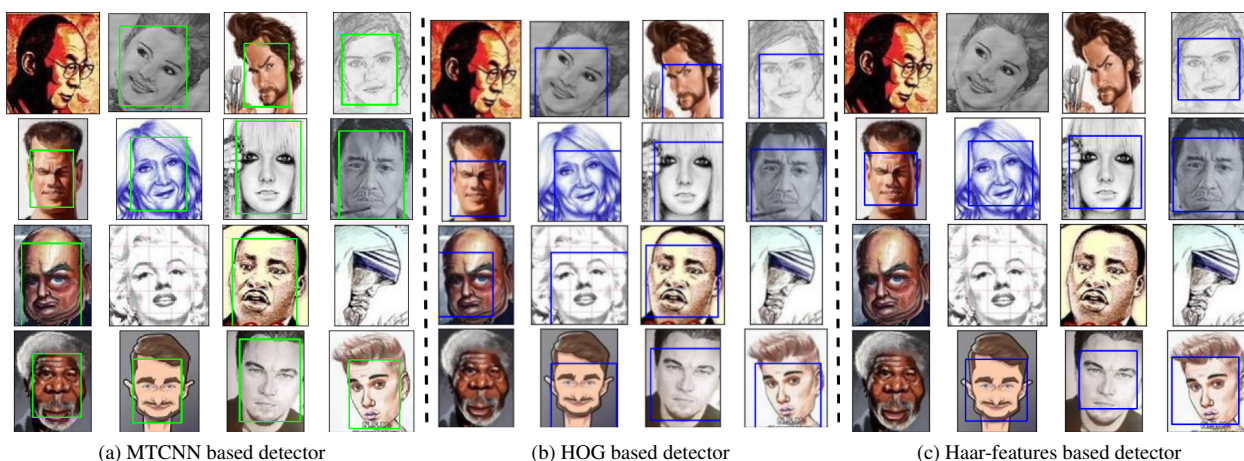 (a) MTCNN based detector
(b) HOG based detector
(c) Haar-features based detector